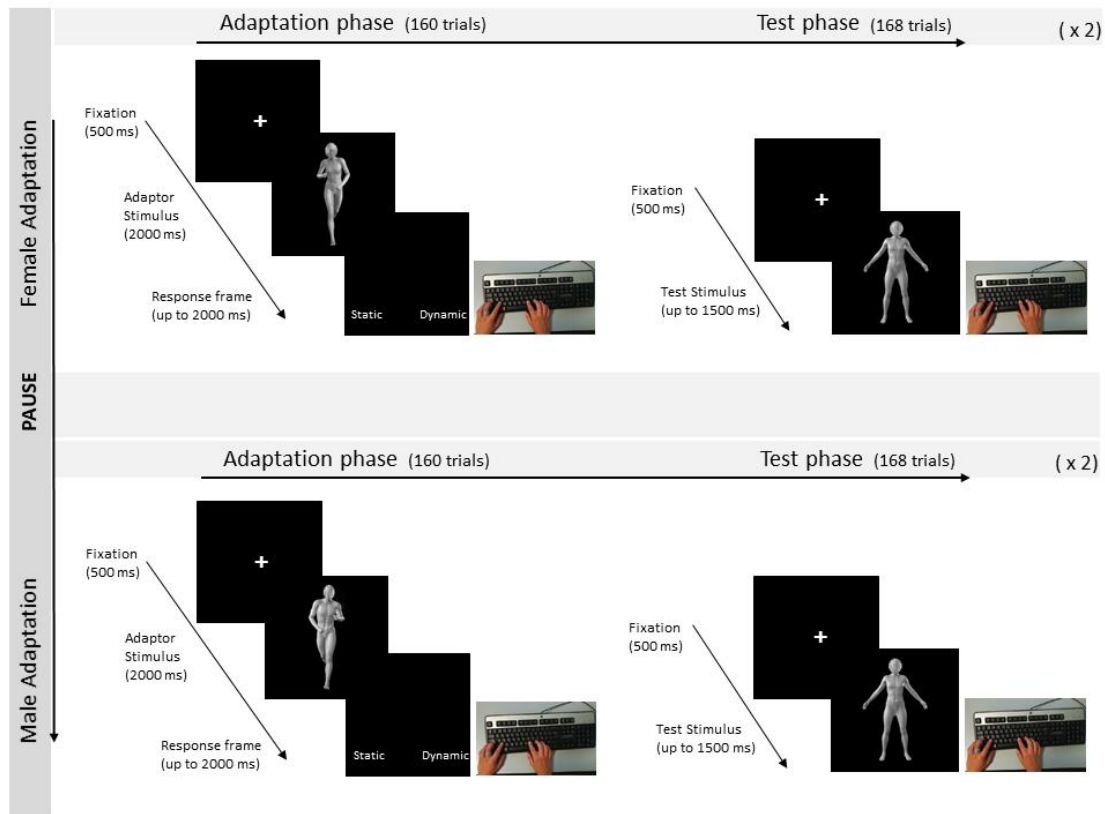 Adaptation phase (160 trials)
Test phase (168 trials)
( x 2)
Female Adaptation
Fixation
(500 ms)
Adaptor
Stimulus
(2000 ms)
Response frame
(up to 2000 ms)
Static Dynamic
Fixation
(500 ms)
Test Stimulus
(up to 1500 ms)
PAUSE
Adaptation phase (160 trials)
Test phase (168 trials)
( x 2)
Male Adaptation
Fixation
(500 ms)
Adaptor
Stimulus
(2000 ms)
Response frame
(up to 2000 ms)
Static Dynamic
Fixation
(500 ms)
Test Stimulus
(up to 1500 ms)